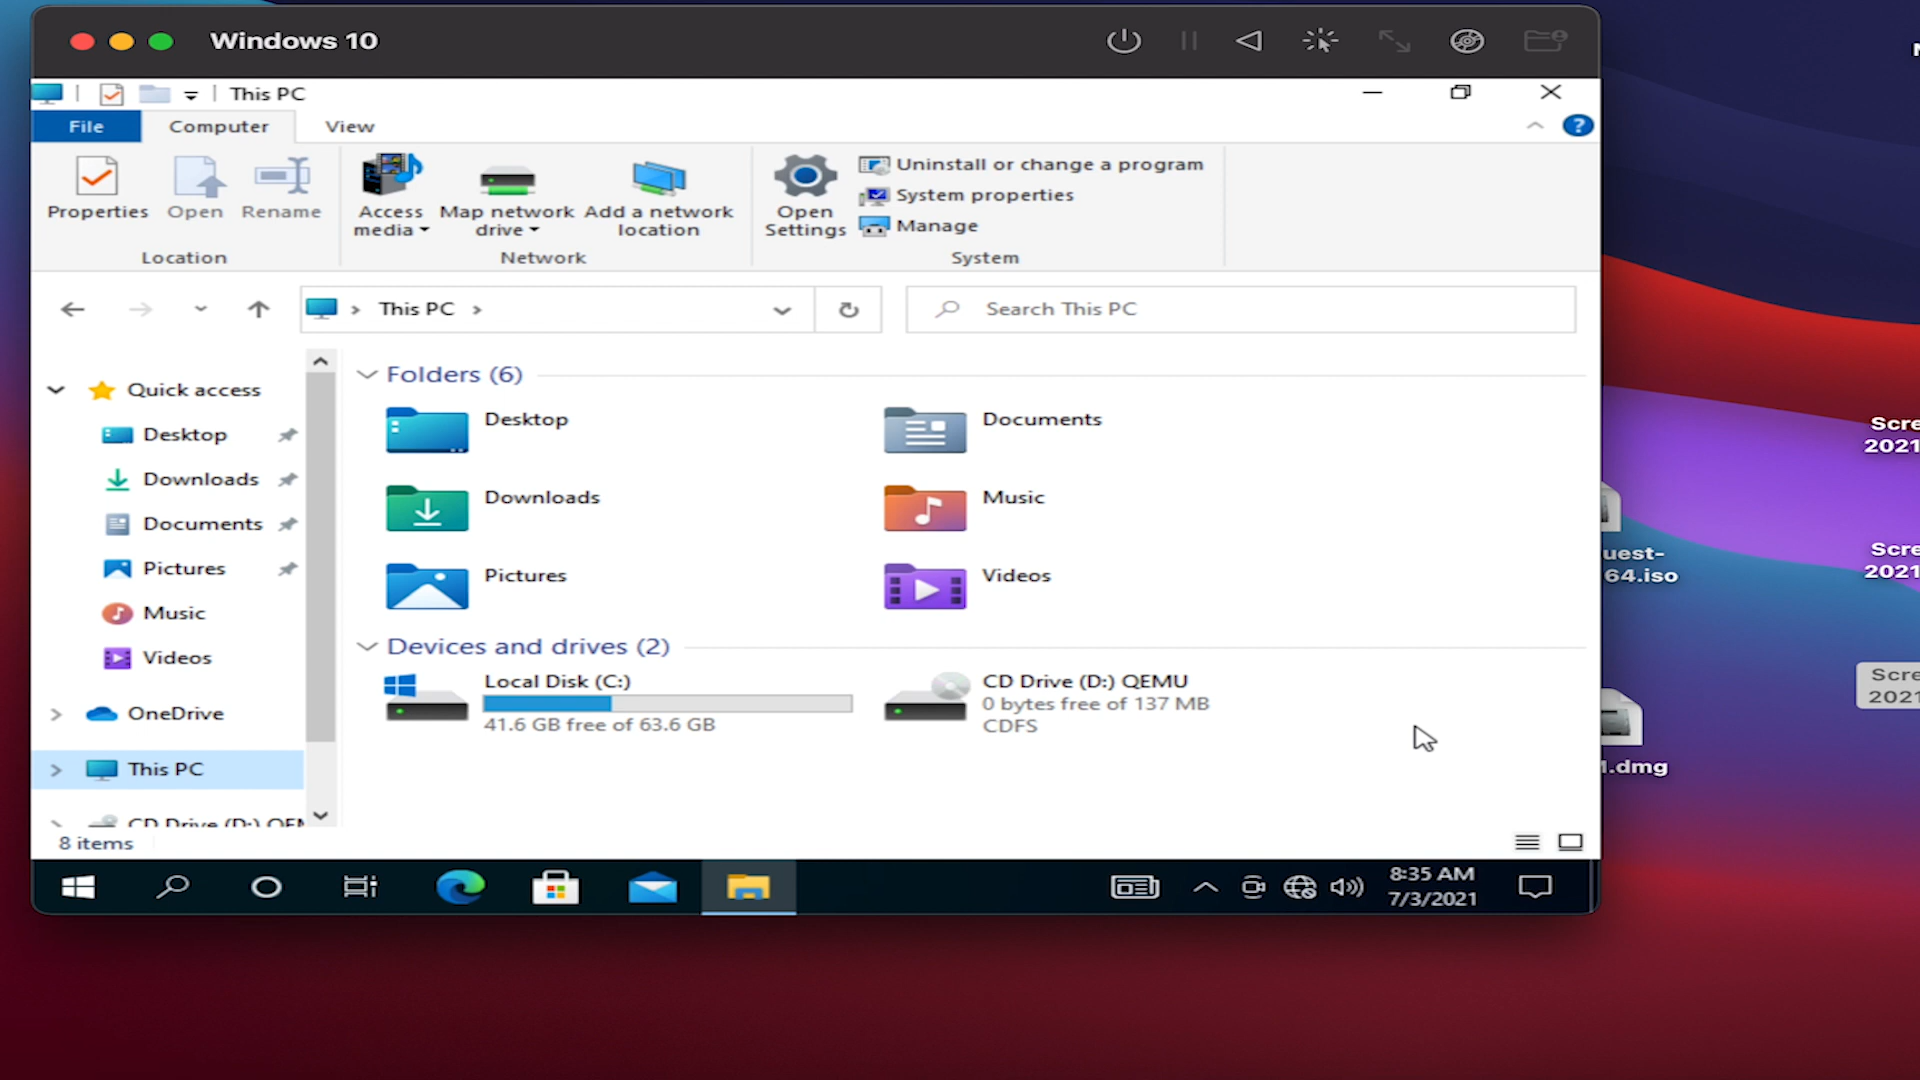 Windows 10
This PC
File
Computer
View
Properties
Open
Rename
Access
media
Map network
drive
Add a network
location
Open
Settings
Uninstall or change a program
System properties
Manage
Location
Network
System
This PC
Search This PC
Quick access
Desktop
Downloads
Documents
Pictures
Music
Videos
OneDrive
This PC
CD Drive (D:) QEM
Folders (6)
Desktop
Documents
Downloads
Music
Pictures
Videos
Devices and drives (2)
Local Disk (C:)
41.6 GB free of 63.6 GB
CD Drive (D:) QEMU
0 bytes free of 137 MB
CDFS
8 items
8:35 AM
7/3/2021
Scre
2021
uest-
64.iso
Scre
2021
Scre
2021
.dmg